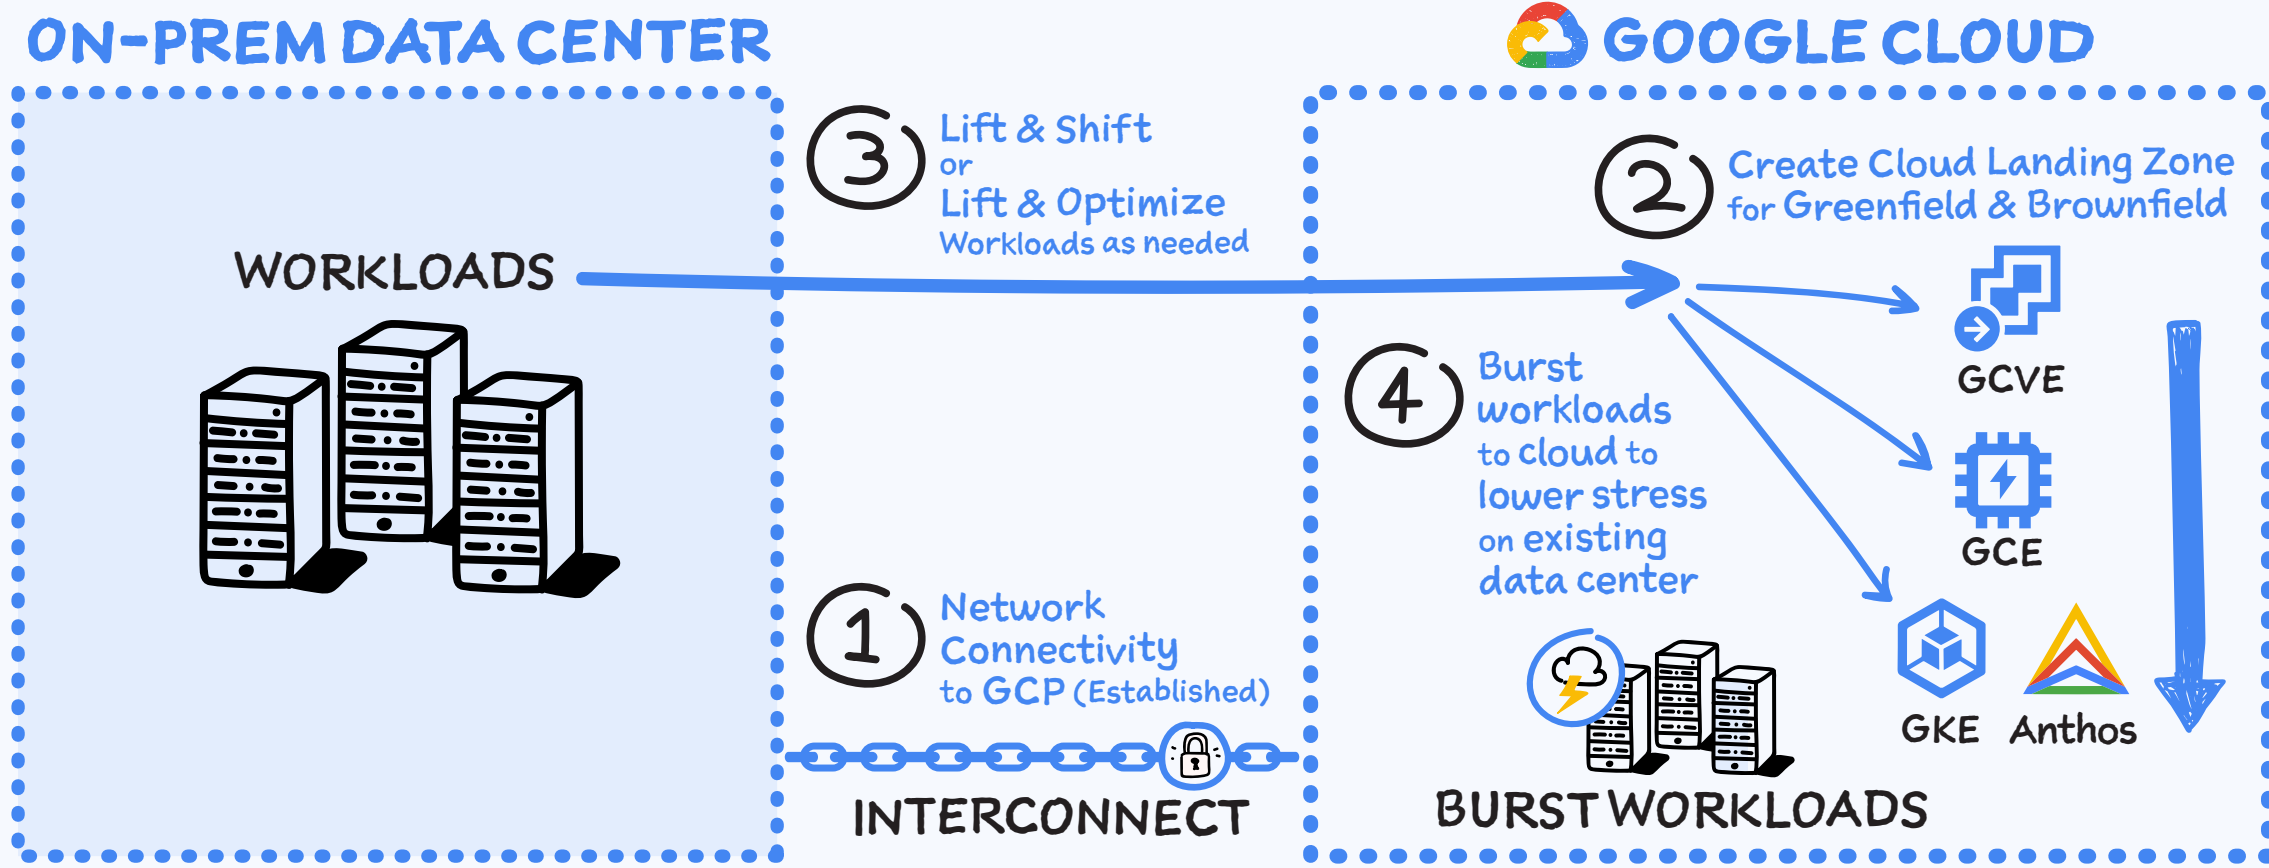 ON-PREM DATA CENTER
GOOGLE CLOUD
WORKLOADS
3
Lift & Shift
or
Lift & Optimize
Workloads as needed
1
Network
Connectivity
to GCP (Established)
INTERCONNECT
2
Create Cloud Landing Zone
for Greenfield & Brownfield
4
Burst
workloads
to cloud to
lower stress
on existing
data center
BURST WORKLOADS
GCVE
GCE
GKE
Anthos